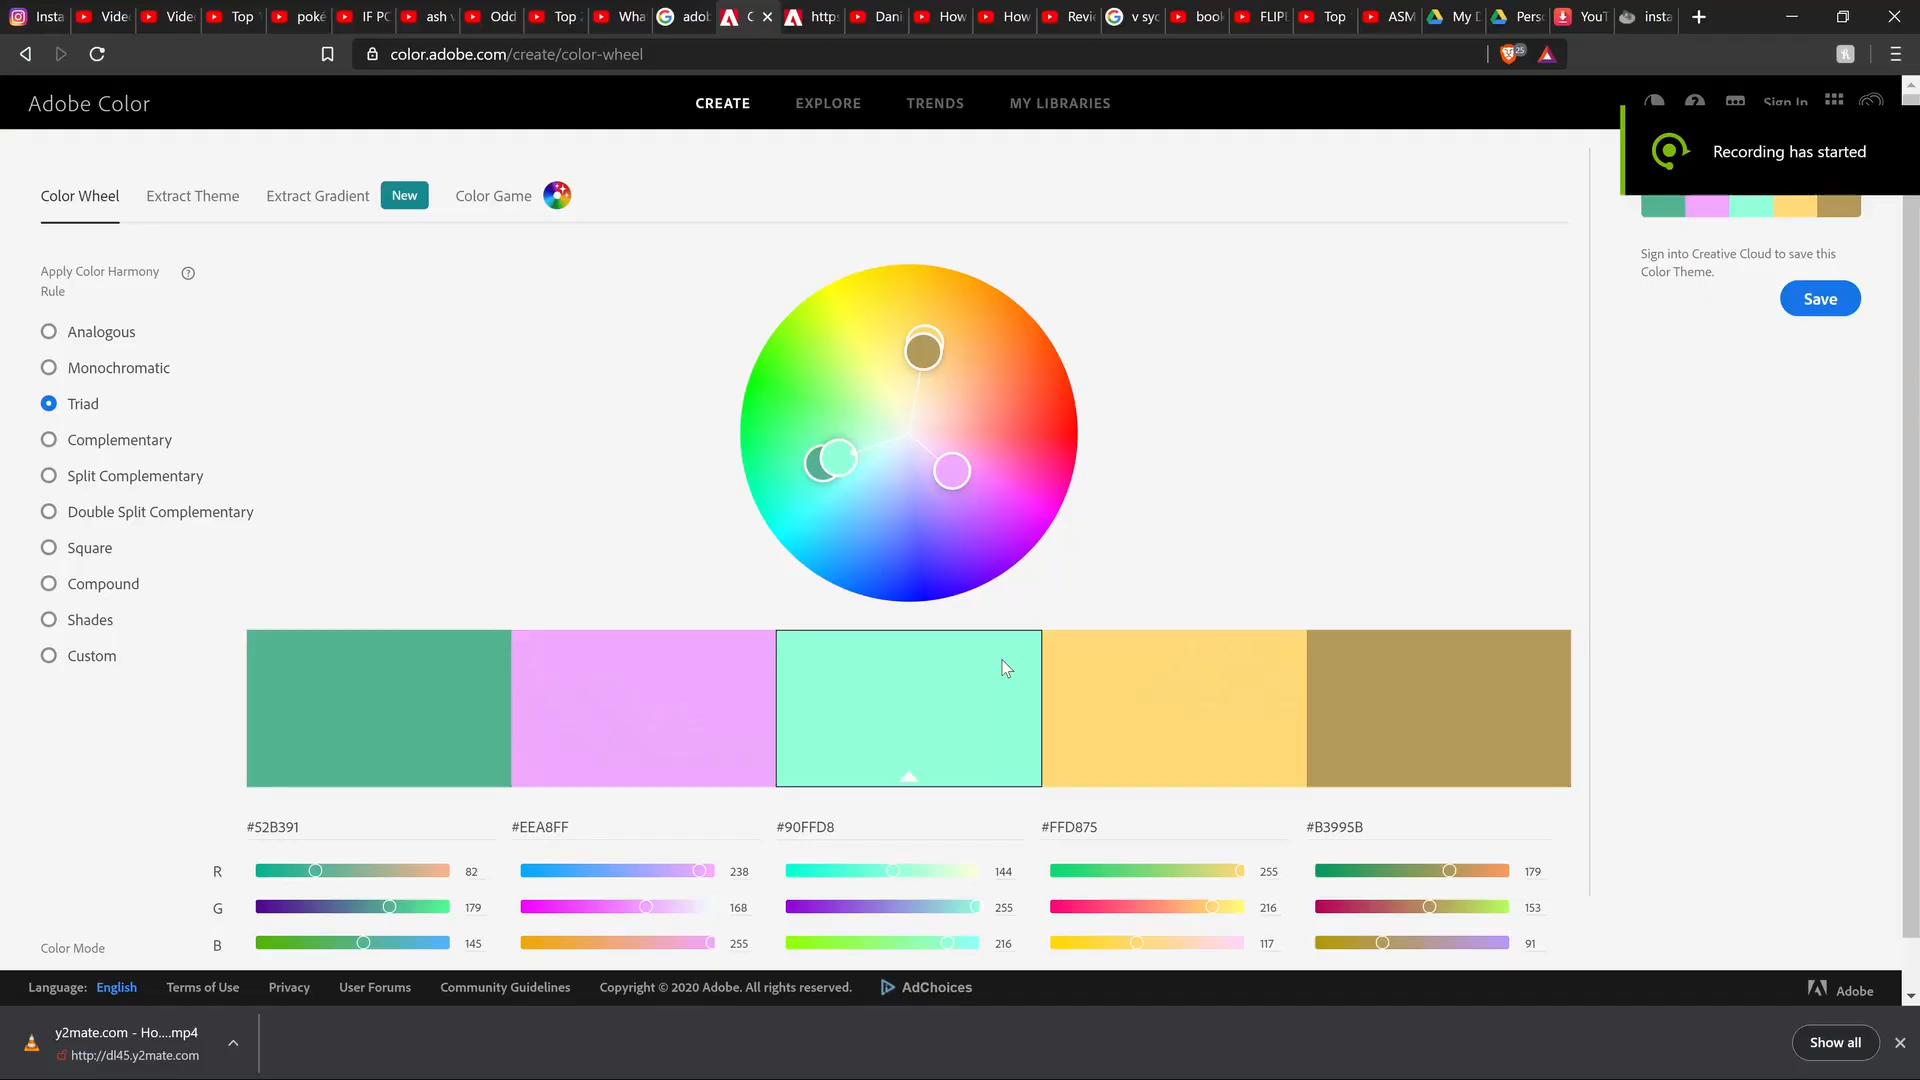 Insta
Vide
Vide
Top
poké
IF PC
ash v
Odd
Top
Wha
adob
C
https
Dani
How
How
Revi
v syc
book
FLIPL
Top
ASM
My D
Perso
YouT
insta
color.adobe.com/create/color-wheel
25
Adobe Color
CREATE
EXPLORE
TRENDS
MY LIBRARIES
Sign In
Recording has started
Color Wheel
Extract Theme
Extract Gradient
New
Color Game
Sign into Creative Cloud to save this
Color Theme.
Save
Apply Color Harmony
Rule
Analogous
Monochromatic
Triad
Complementary
Split Complementary
Double Split Complementary
Square
Compound
Shades
Custom
#52B391
#EEA8FF
#90FFD8
#FFD875
#B3995B
R
82
238
144
255
179
G
179
168
255
216
153
B
145
255
216
117
91
Color Mode
Language: English
Terms of Use
Privacy
User Forums
Community Guidelines
Copyright © 2020 Adobe. All rights reserved.
AdChoices
Adobe
y2mate.com - Ho....mp4
http://dl45.y2mate.com
Show all